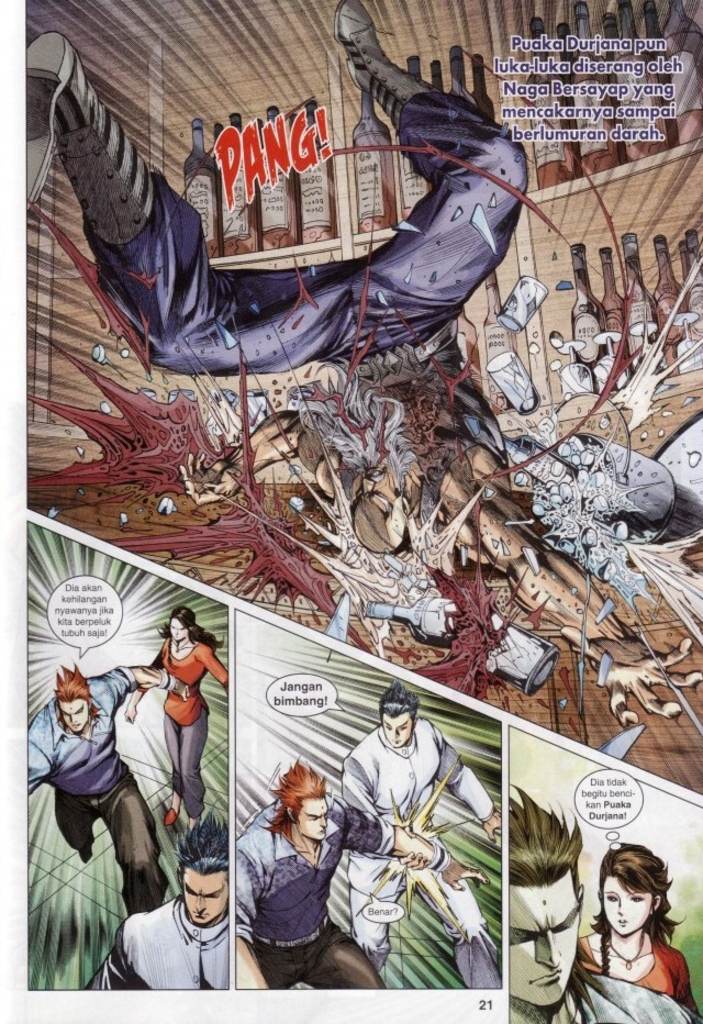 Puaka Durjana pun
luka-luka diserang oleh
Naga Bersayap yang
mencakarnya sampai
berlumuran darah.
PANG!
Dia akan
kehilangan
nyawanya jika
kita berpeluk
tubuh saja!
Jangan
bimbang!
Benar?
Dia tidak
begitu benci-
kan Puaka
Durjana!
21